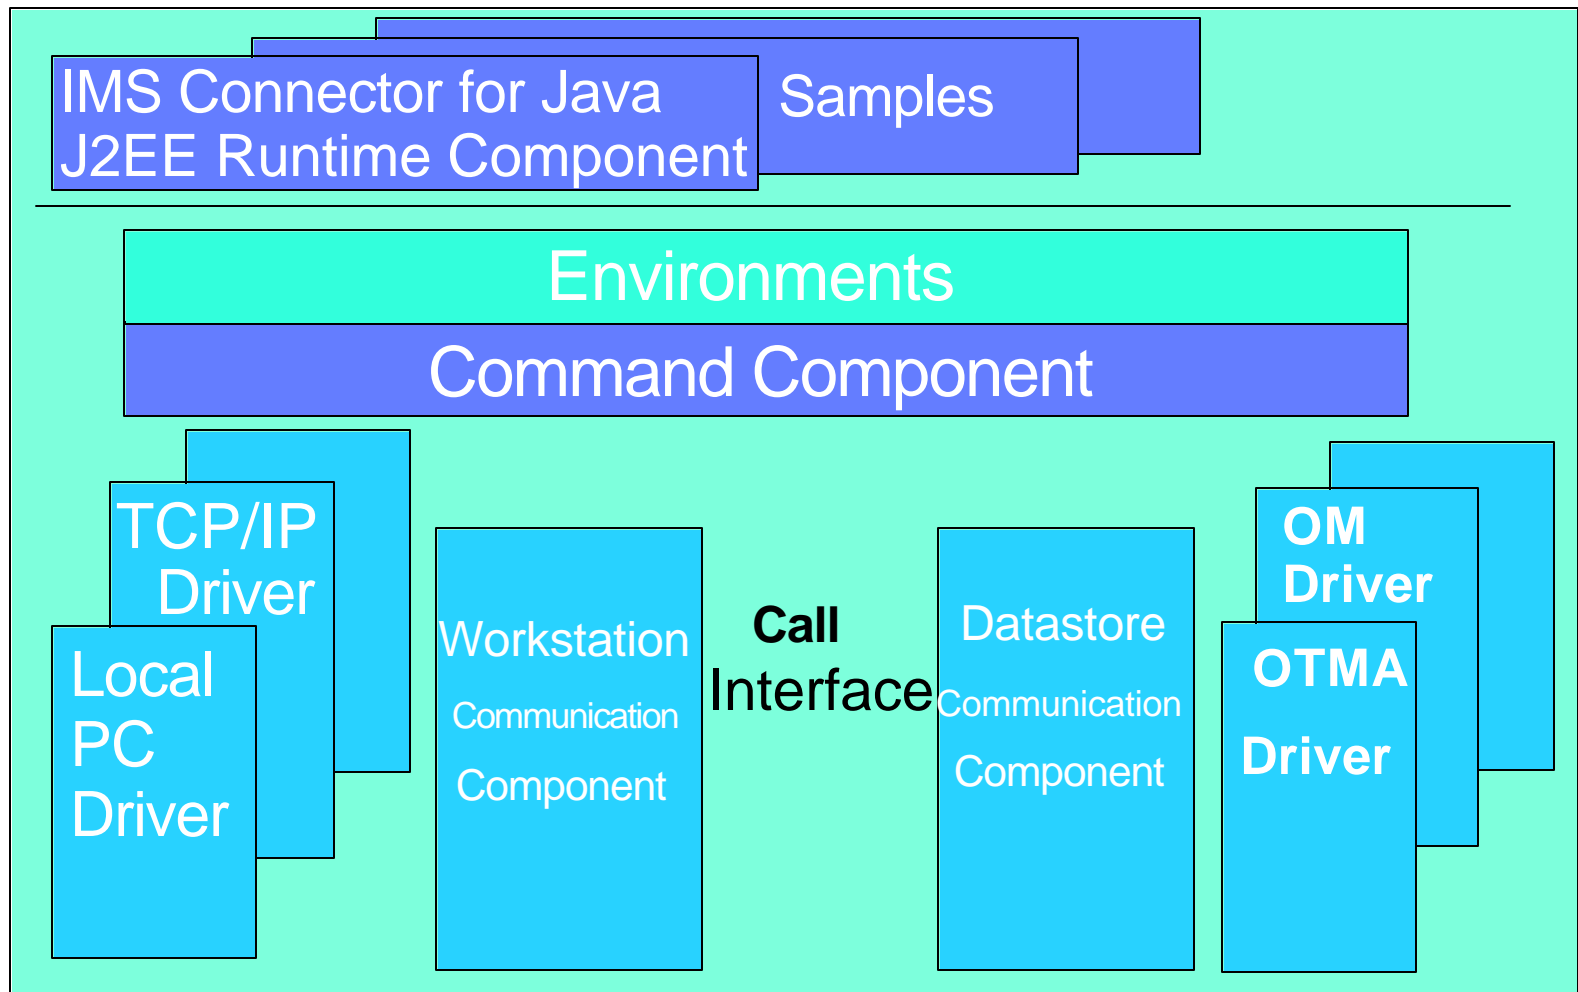 IMS Connector for Java
J2EE Runtime Component
Samples
Environments
Command Component
TCP/IP
Driver
Local
PC
Driver
Workstation
Communication
Component
Call
Interface
Datastore
Communication
Component
OM
Driver
OTMA
Driver